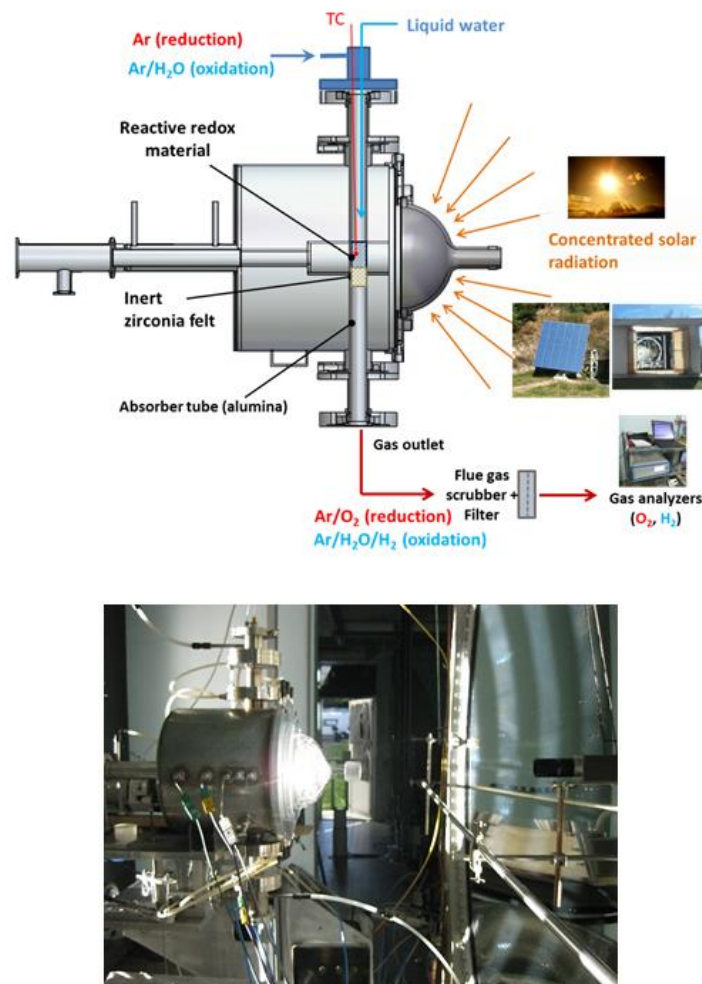 TC
Liquid water
Ar (reduction)
Ar/H₂O (oxidation)
Reactive redox
material
Concentrated solar
radiation
Inert
zirconia felt
Absorber tube (alumina)
Gas outlet
Flue gas
scrubber +
Filter
Gas analyzers
(O₂, H₂)
Ar/O₂ (reduction)
Ar/H₂O/H₂ (oxidation)